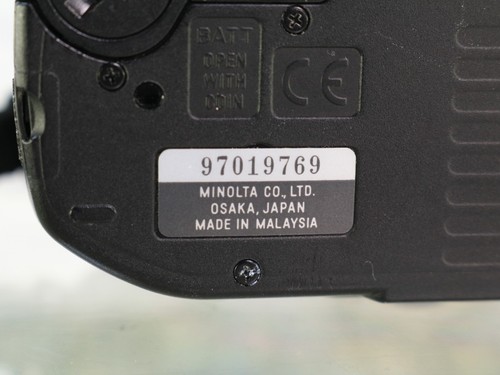 BATT
OPEN
WITH
COIN
CE
97019769
MINOLTA CO., LTD.
OSAKA, JAPAN
MADE IN MALAYSIA